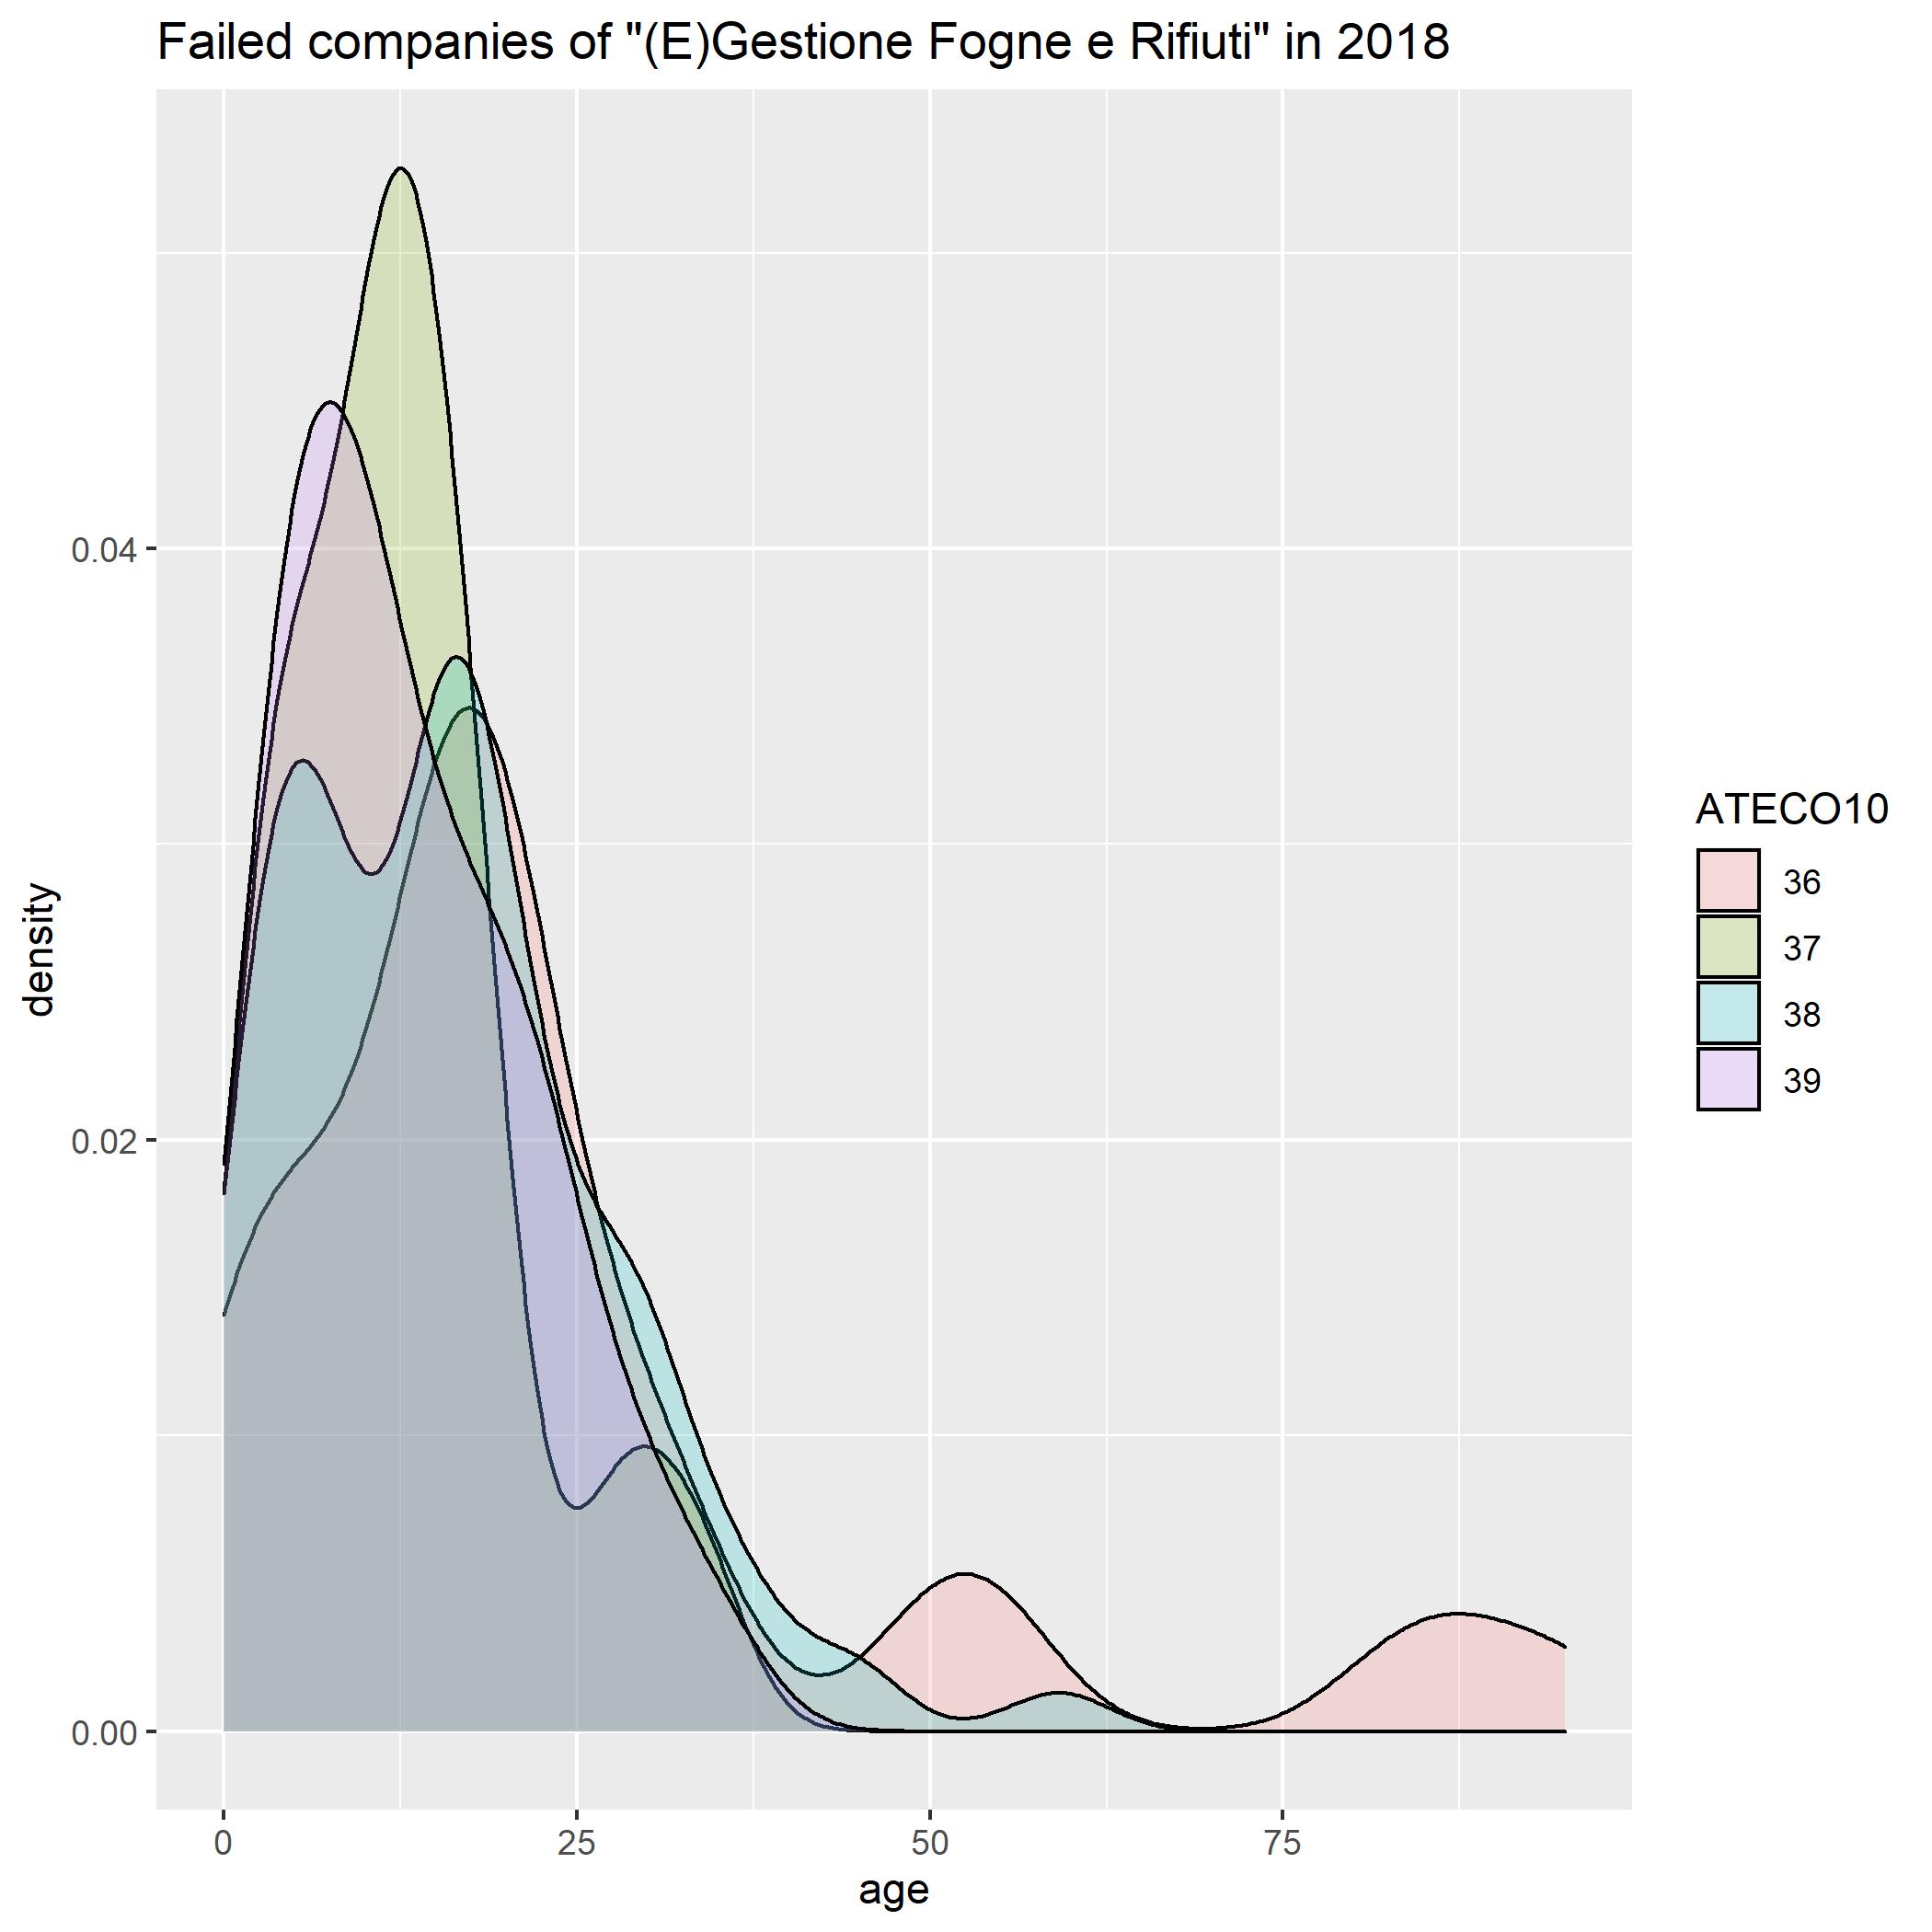 Failed companies of "(E)Gestione Fogne e Rifiuti" in 2018
0.04
0.02
0.00
density
0 25 50 75
age
ATECO10
36
37
38
39